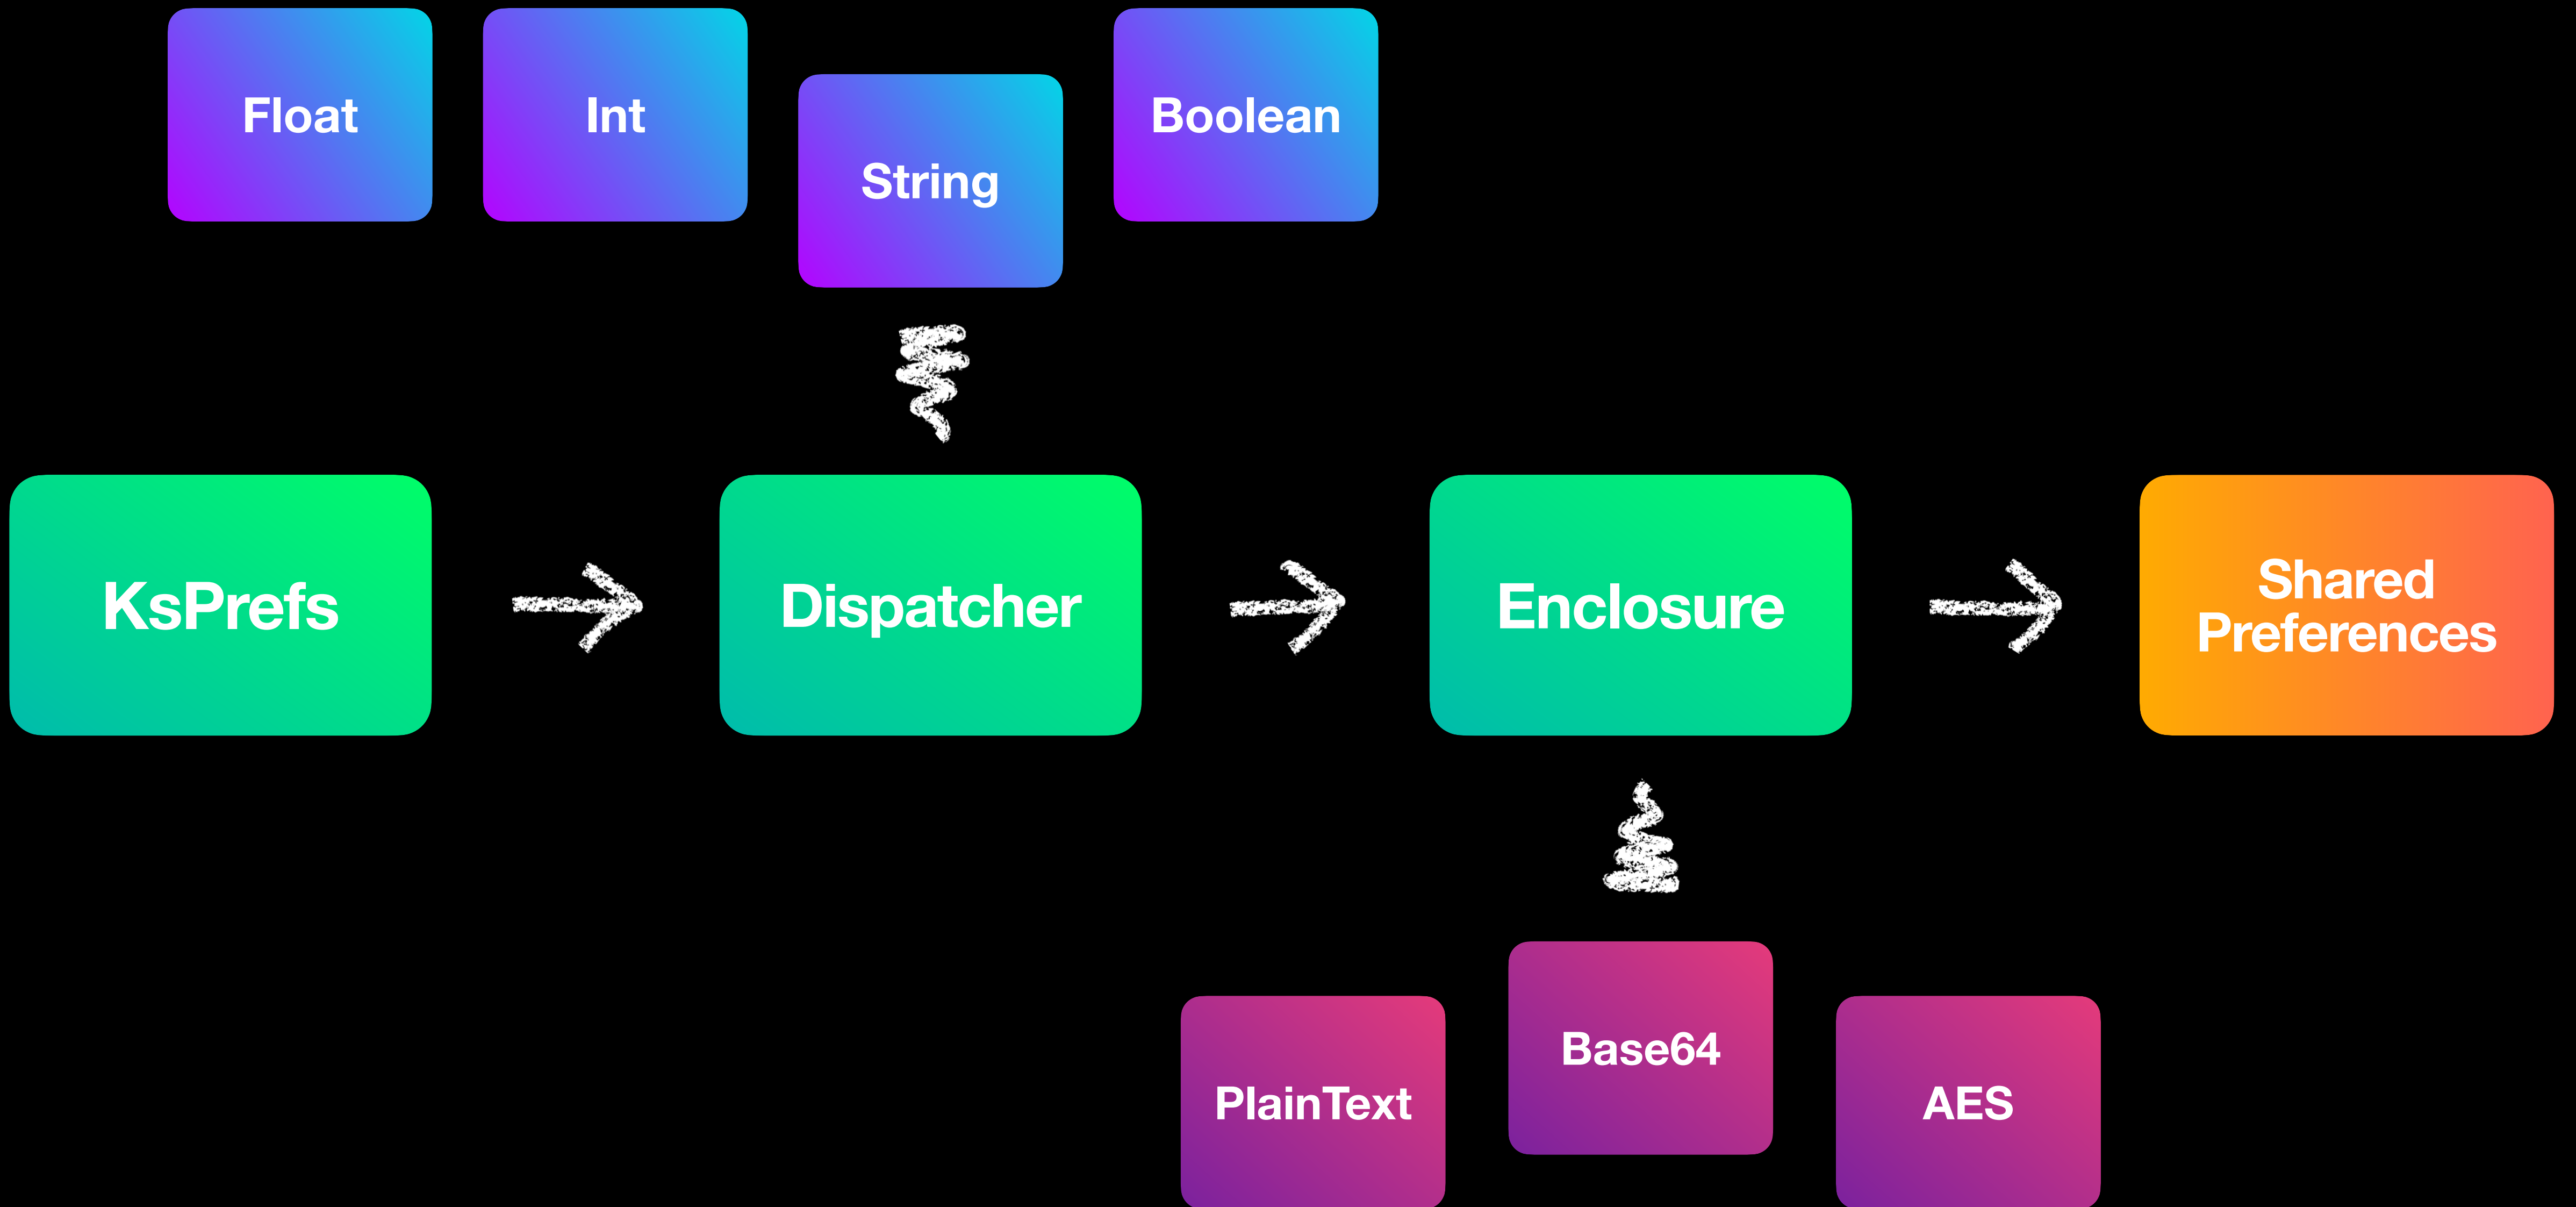 Float
Int
String
Boolean
KsPrefs
Dispatcher
Enclosure
Shared
Preferences
PlainText
Base64
AES